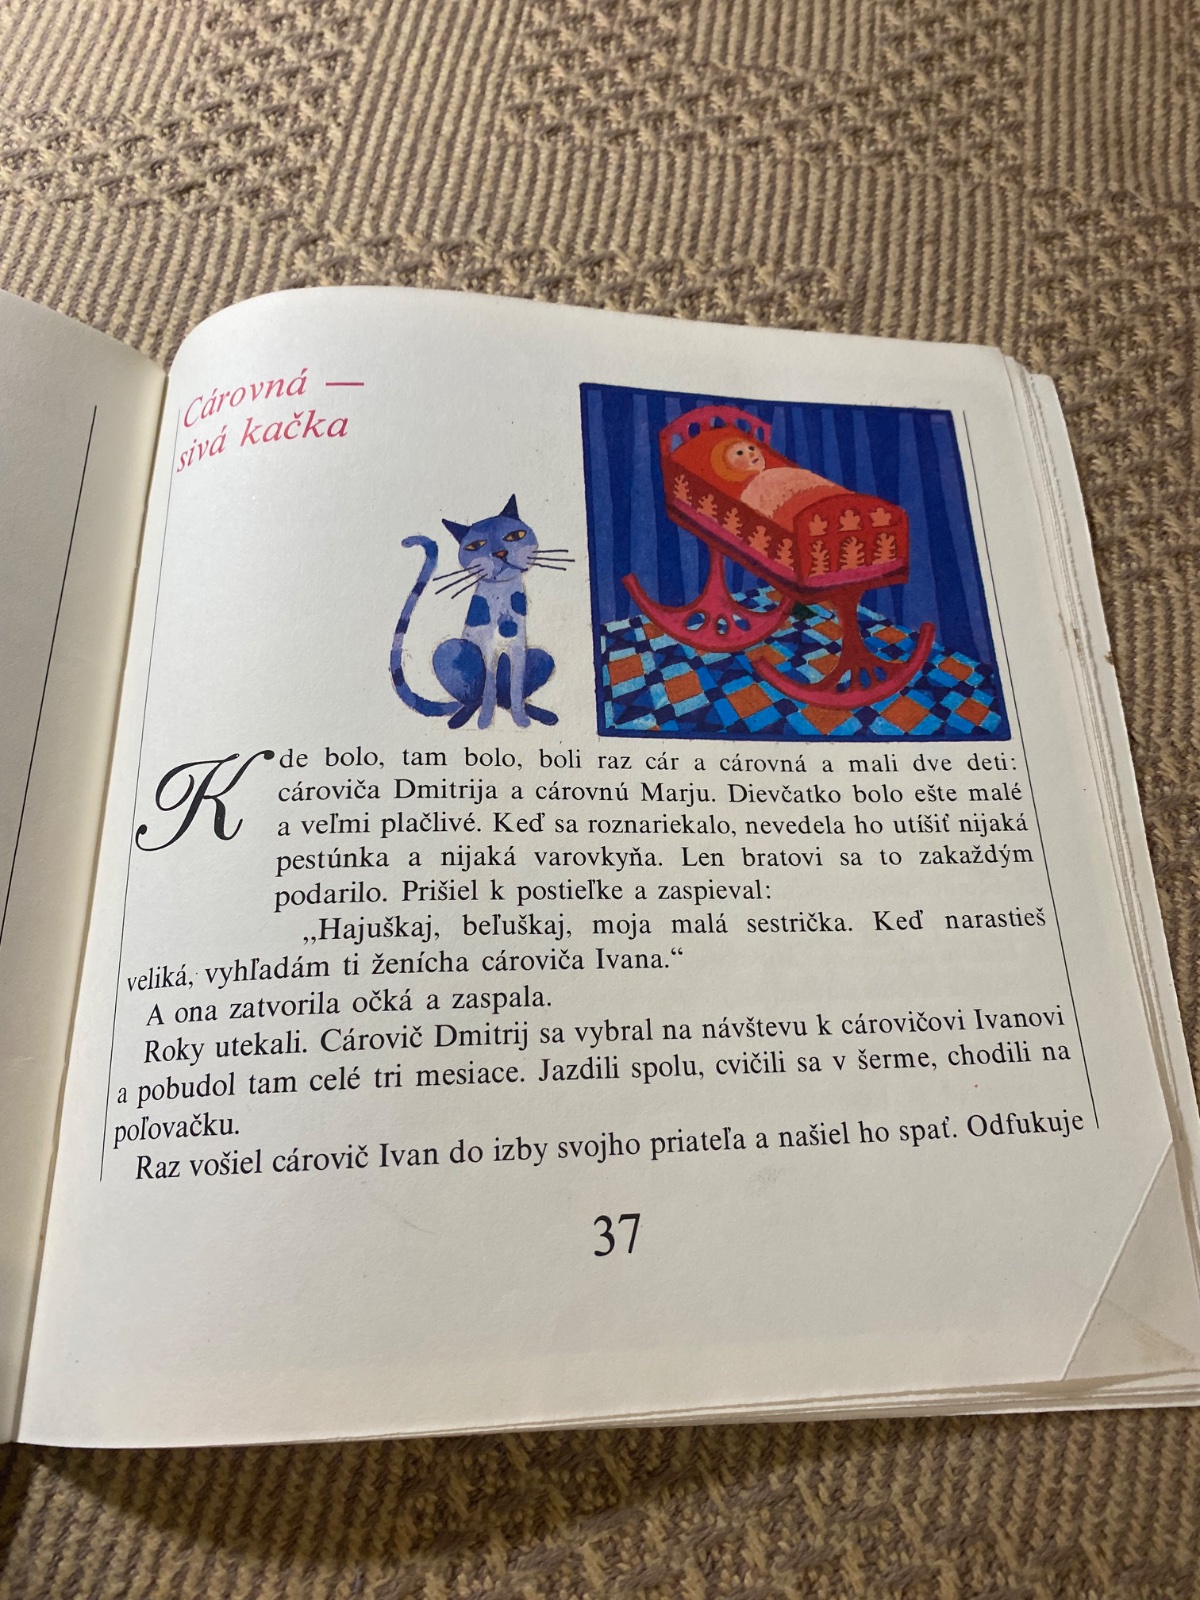 Cárovná —
sivá kačka
Kde bolo, tam bolo, boli raz cár a cárovná a mali dve deti:
cároviča Dmitrija a cárovnú Marju. Dievčatko bolo ešte malé
a veľmi plačlivé. Keď sa roznariekalo, nevedela ho utíšiť nijaká
pestúnka a nijaká varovkyňa. Len bratovi sa to zakaždým
podarilo. Prišiel k postieľke a zaspieval:
„Hajuškaj, beľuškaj, moja malá sestrička. Keď narastieš
veliká, vyhľadám ti ženícha cároviča Ivana.“
A ona zatvorila očká a zaspala.
Roky utekali. Cárovič Dmitrij sa vybral na návštevu k cárovičovi Ivanovi
a pobudol tam celé tri mesiace. Jazdili spolu, cvičili sa v šerme, chodili na
poľovačku.
Raz vošiel cárovič Ivan do izby svojho priateľa a našiel ho spať. Odfukuje
37